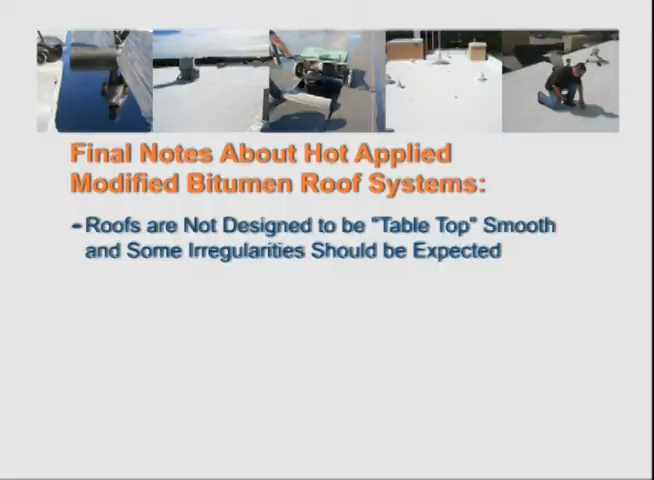 Final Notes About Hot Applied
Modified Bitumen Roof Systems:
- Roofs are Not Designed to be "Table Top" Smooth
and Some Irregularities Should be Expected